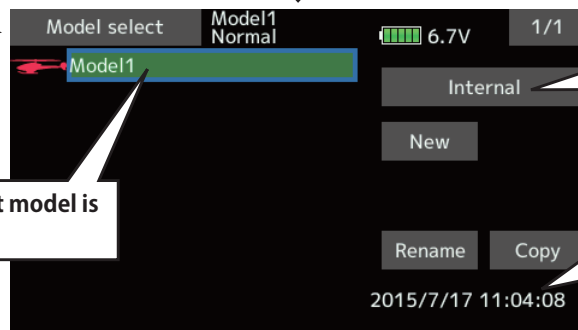 Model select
Model1
Normal
6.7V
1/1
Model1
Internal
New
t model is
Rename
Copy
2015/7/17 11:04:08